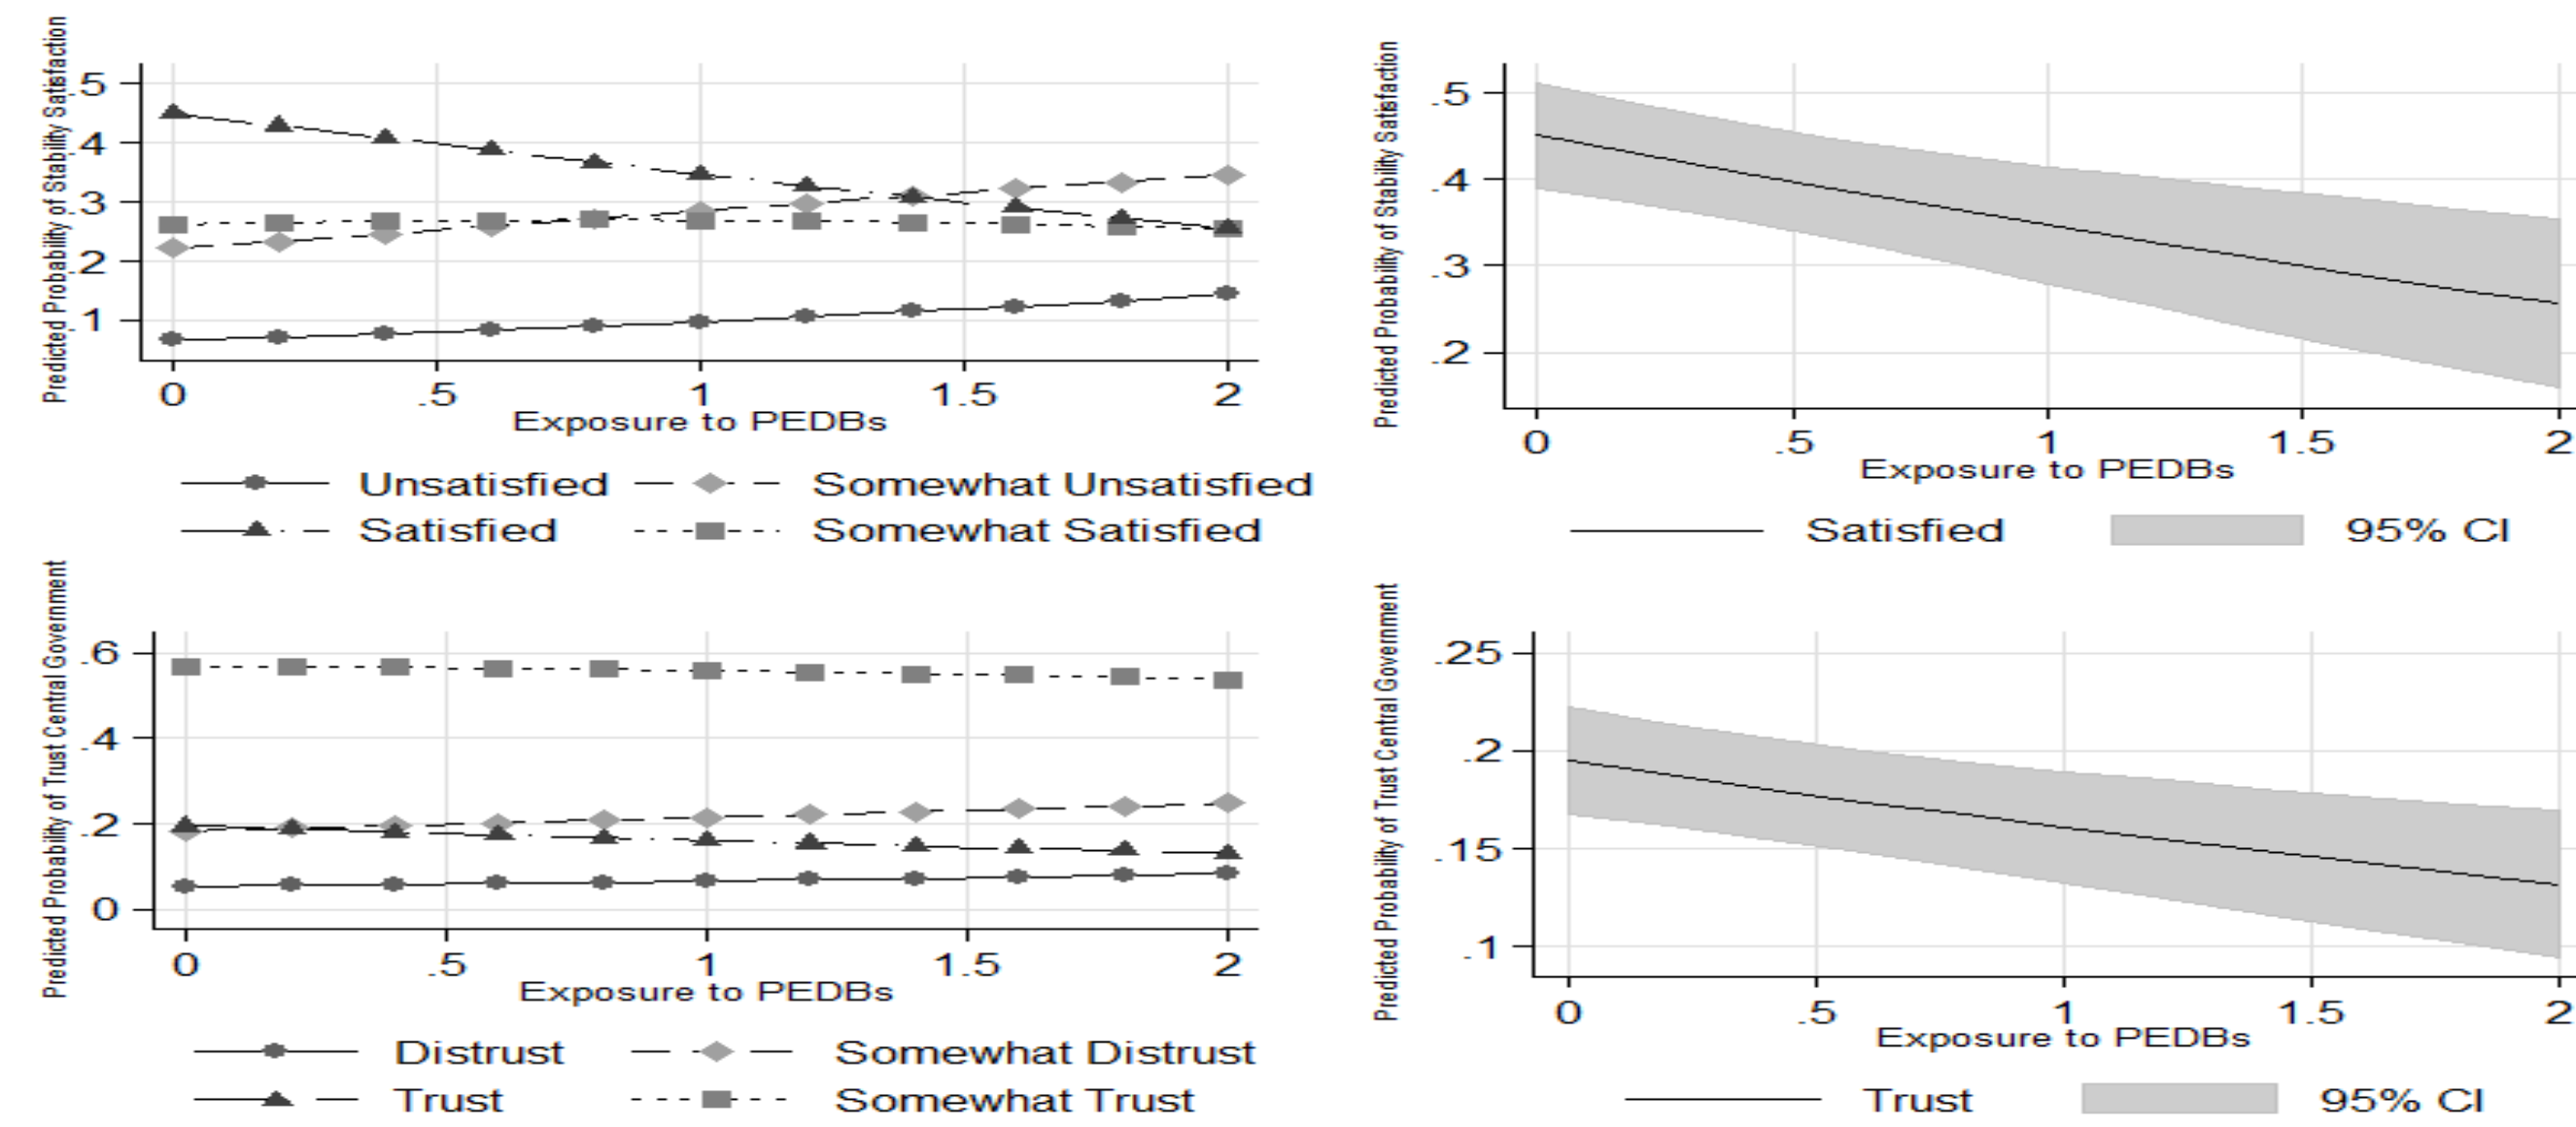 Predicted Probability of Stability Satisfaction
.5
.4
.3
.2
.1
0 .5 1 1.5 2
Exposure to PEDBs
Unsatisfied Somewhat Unsatisfied
Satisfied Somewhat Satisfied
Predicted Probability of Stability Satisfaction
.5
.4
.3
.2
0 .5 1 1.5 2
Exposure to PEDBs
Satisfied 95% CI
Predicted Probability of Trust Central Government
.6
.4
.2
0
0 .5 1 1.5 2
Exposure to PEDBs
Distrust Somewhat Distrust
Trust Somewhat Trust
Predicted Probability of Trust Central Government
.25
.2
.15
.1
0 .5 1 1.5 2
Exposure to PEDBs
Trust 95% CI